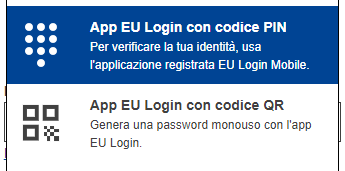 App EU Login con codice PIN
Per verificare la tua identità, usa
l'applicazione registrata EU Login Mobile.
App EU Login con codice QR
Genera una password monouso con l'app
EU Login.